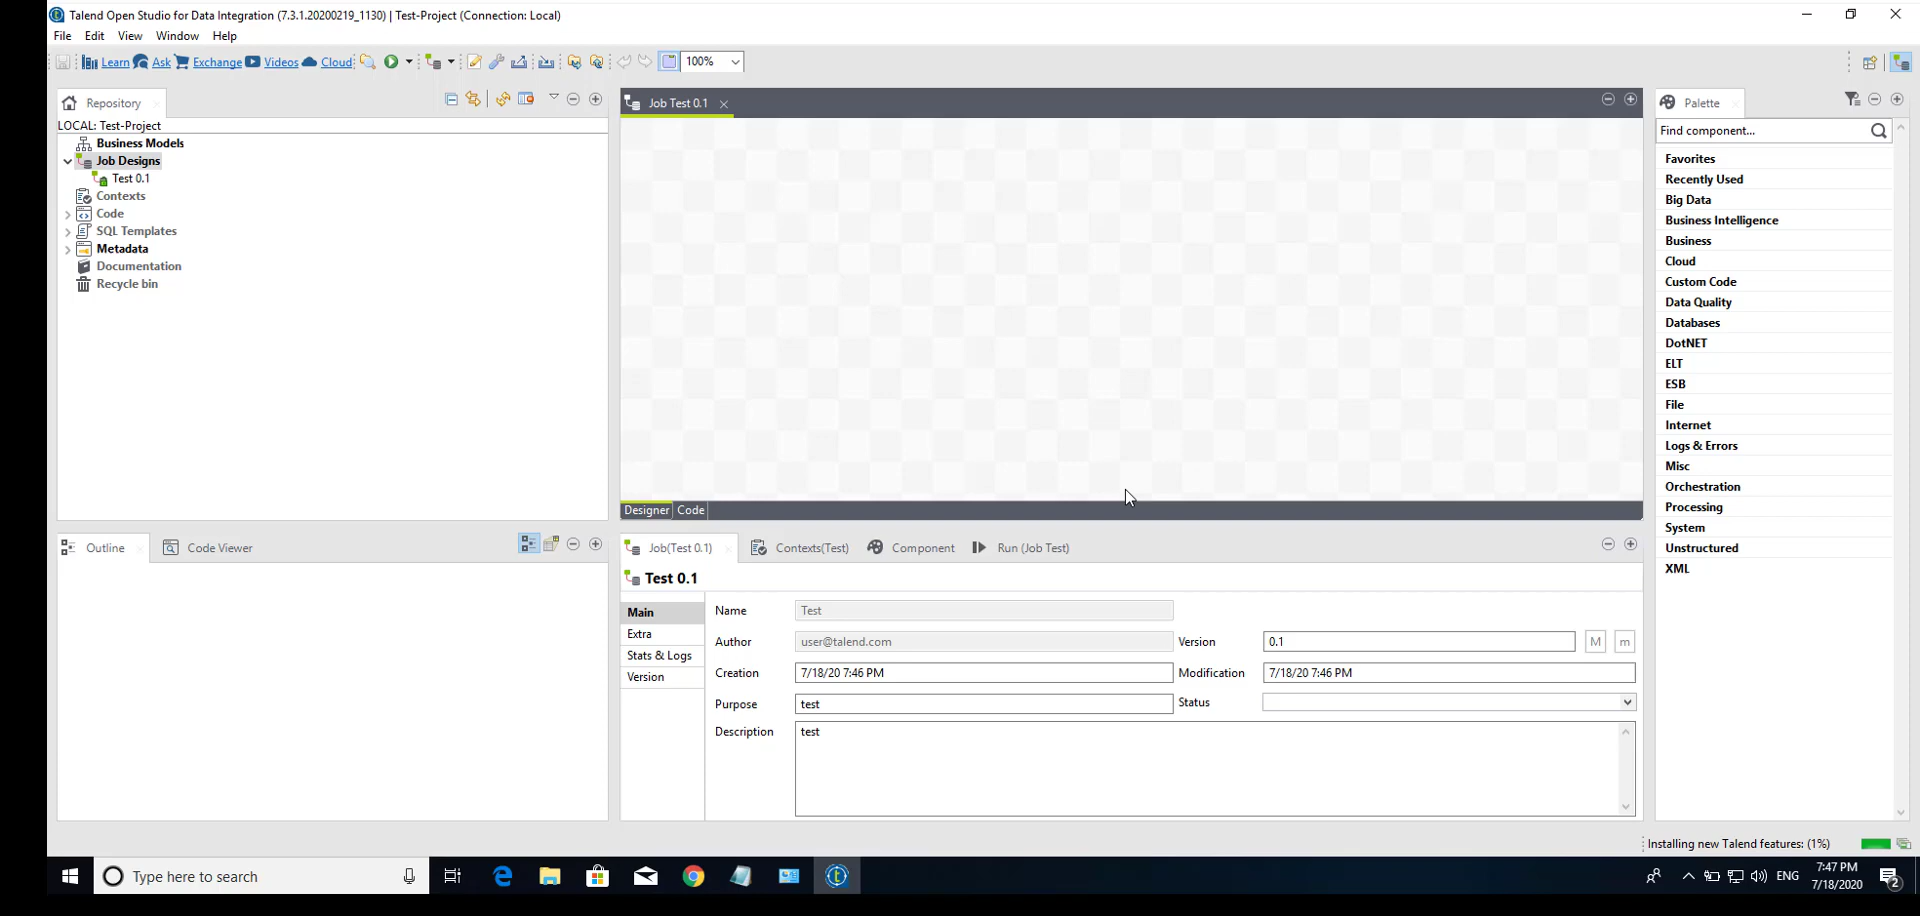 Talend Open Studio for Data Integration (7.3.1.20200219_1130) | Test-Project (Connection: Local)
File Edit View Window Help
Learn Ask Exchange Videos Cloud 100%
Repository
LOCAL: Test-Project
Business Models
Job Designs
Test 0.1
Contexts
Code
SQL Templates
Metadata
Documentation
Recycle bin
Outline Code Viewer
Job Test 0.1
Designer Code
Job(Test 0.1) Contexts(Test) Component Run (Job Test)
Test 0.1
Main
Extra
Stats & Logs
Version
Name Test
Author user@talend.com Version 0.1 M m
Creation 7/18/20 7:46 PM Modification 7/18/20 7:46 PM
Purpose test Status
Description test
Palette
Find component...
Favorites
Recently Used
Big Data
Business Intelligence
Business
Cloud
Custom Code
Data Quality
Databases
DotNET
ELT
ESB
File
Internet
Logs & Errors
Misc
Orchestration
Processing
System
Unstructured
XML
Installing new Talend features: (1%)
Type here to search
ENG
7:47 PM
7/18/2020
2